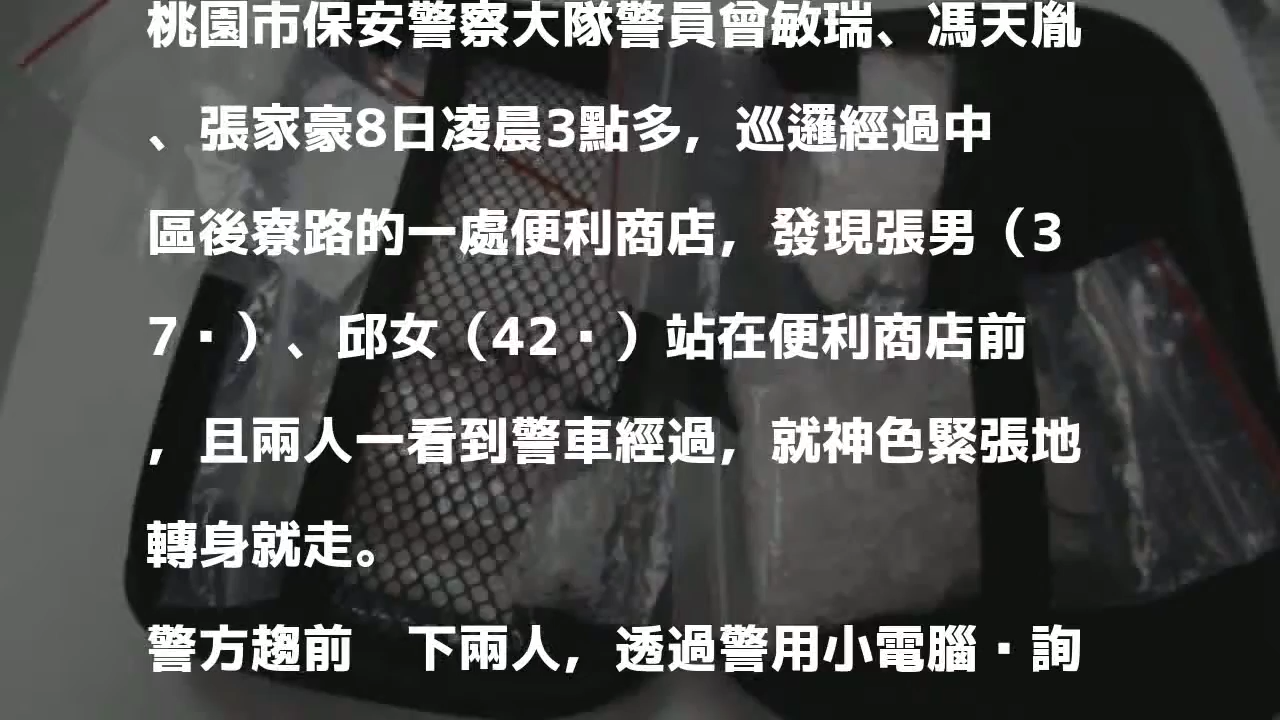 桃園市保安警察大隊警員曾敏瑞、馮天胤
、張家豪8日凌晨3點多，巡邏經過中
區後寮路的一處便利商店，發現張男（3
7·）、邱女（42·）站在便利商店前
，且兩人一看到警車經過，就神色緊張地
轉身就走。
警方趨前　下兩人，透過警用小電腦·詢